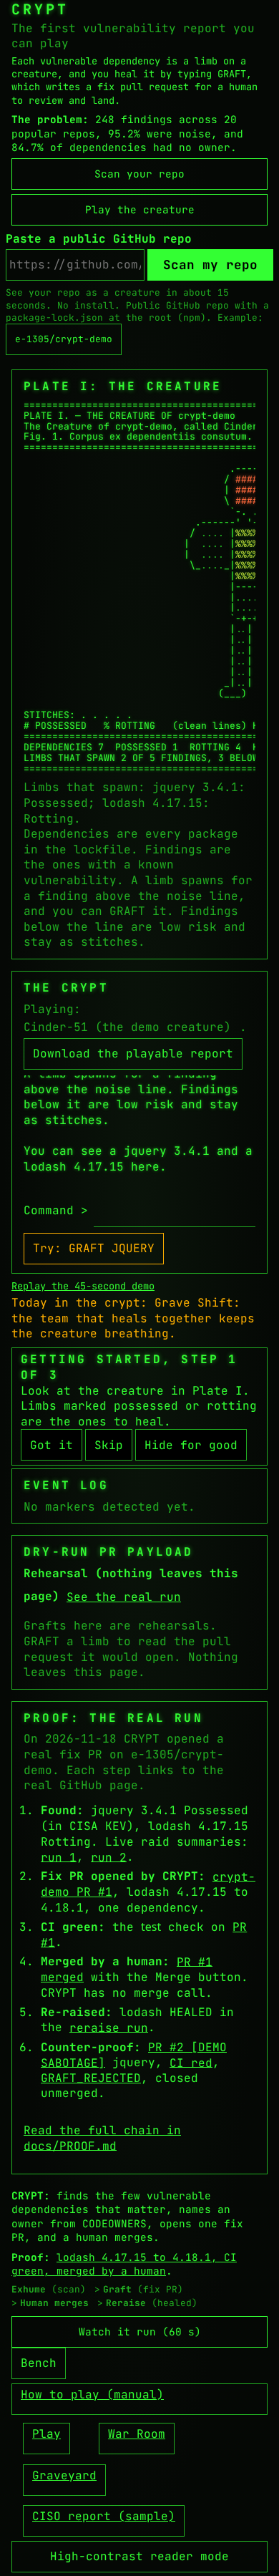 CRYPT
The first vulnerability report you
can play
Each vulnerable dependency is a limb on a
creature, and you heal it by typing GRAFT,
which writes a fix pull request for a human
to review and land.
The problem: 248 findings across 20
popular repos, 95.2% were noise, and
84.7% of dependencies had no owner.
Scan your repo
Play the creature
Paste a public GitHub repo
https://github.com/
Scan my repo
See your repo as a creature in about 15
seconds. No install. Public GitHub repo with a
package-lock.json at the root (npm). Example:
e-1305/crypt-demo
PLATE I: THE CREATURE
PLATE I. — THE CREATURE OF crypt-demo
The Creature of crypt-demo, called Cinder
Fig. 1. Corpus ex dependentiis consutum.
STITCHES: . . . . .
# POSSESSED   % ROTTING   (clean lines) H
DEPENDENCIES 7  POSSESSED 1  ROTTING 4  H
LIMBS THAT SPAWN 2 OF 5 FINDINGS, 3 BELOW
Limbs that spawn: jquery 3.4.1:
Possessed; lodash 4.17.15:
Rotting.
Dependencies are every package
in the lockfile. Findings are
the ones with a known
vulnerability. A limb spawns for
a finding above the noise line,
and you can GRAFT it. Findings
below the line are low risk and
stay as stitches.
THE CRYPT
Playing:
Cinder-51 (the demo creature) .
Download the playable report
A limb spawns for a finding
above the noise line. Findings
below it are low risk and stay
as stitches.
You can see a jquery 3.4.1 and a
lodash 4.17.15 here.
Command >
Try: GRAFT JQUERY
Replay the 45-second demo
Today in the crypt: Grave Shift:
the team that heals together keeps
the creature breathing.
GETTING STARTED, STEP 1
OF 3
Look at the creature in Plate I.
Limbs marked possessed or rotting
are the ones to heal.
Got it
Skip
Hide for good
EVENT LOG
No markers detected yet.
DRY-RUN PR PAYLOAD
Rehearsal (nothing leaves this
page) See the real run
Grafts here are rehearsals.
GRAFT a limb to read the pull
request it would open. Nothing
leaves this page.
PROOF: THE REAL RUN
On 2026-11-18 CRYPT opened a
real fix PR on e-1305/crypt-
demo. Each step links to the
real GitHub page.
1. Found: jquery 3.4.1 Possessed
(in CISA KEV), lodash 4.17.15
Rotting. Live raid summaries:
run 1, run 2.
2. Fix PR opened by CRYPT: crypt-
demo PR #1, lodash 4.17.15 to
4.18.1, one dependency.
3. CI green: the test check on PR
#1.
4. Merged by a human: PR #1
merged with the Merge button.
CRYPT has no merge call.
5. Re-raised: lodash HEALED in
the reraise run.
6. Counter-proof: PR #2 [DEMO
SABOTAGE] jquery, CI red,
GRAFT_REJECTED, closed
unmerged.
Read the full chain in
docs/PROOF.md
CRYPT: finds the few vulnerable
dependencies that matter, names an
owner from CODEOWNERS, opens one fix
PR, and a human merges.
Proof: lodash 4.17.15 to 4.18.1, CI
green, merged by a human.
Exhume (scan) > Graft (fix PR)
> Human merges > Reraise (healed)
Watch it run (60 s)
Bench
How to play (manual)
Play
War Room
Graveyard
CISO report (sample)
High-contrast reader mode